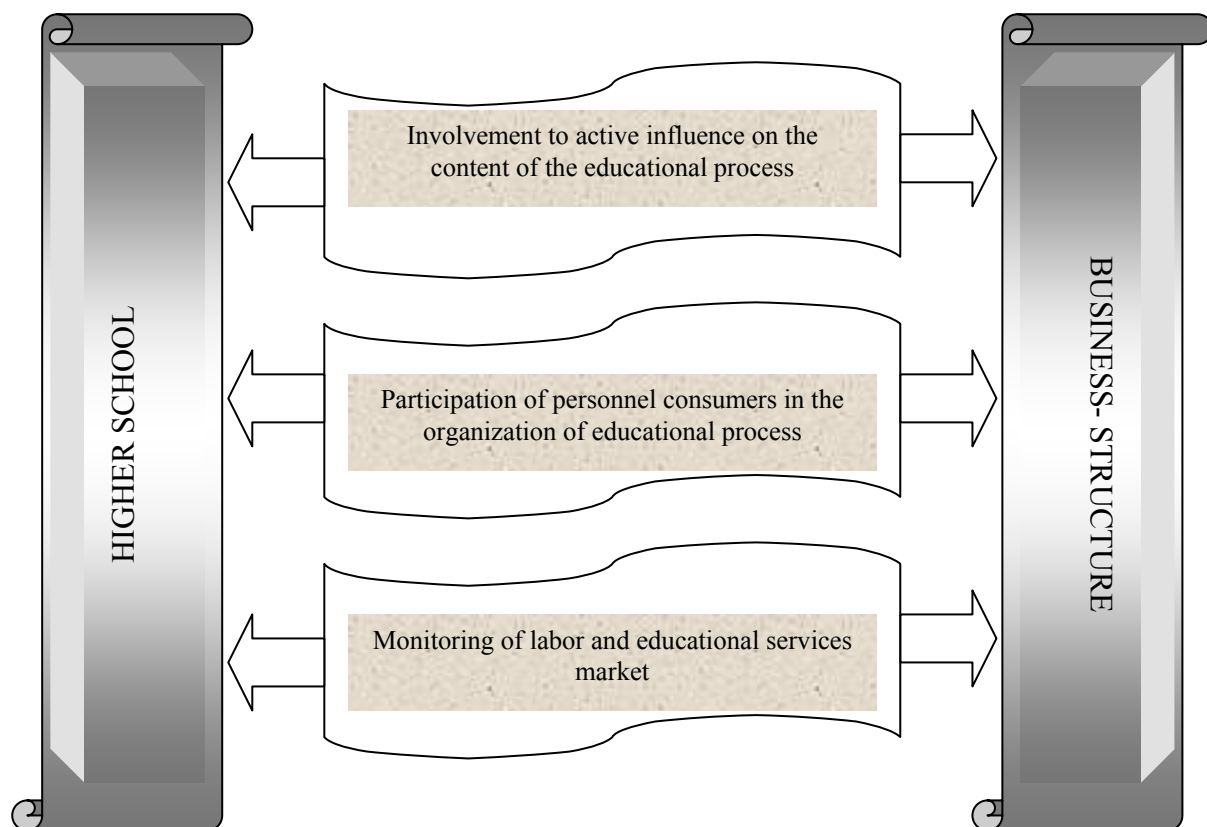 HIGHER SCHOOL
Involvement to active influence on the
content of the educational process
Participation of personnel consumers in the
organization of educational process
Monitoring of labor and educational services
market
BUSINESS- STRUCTURE